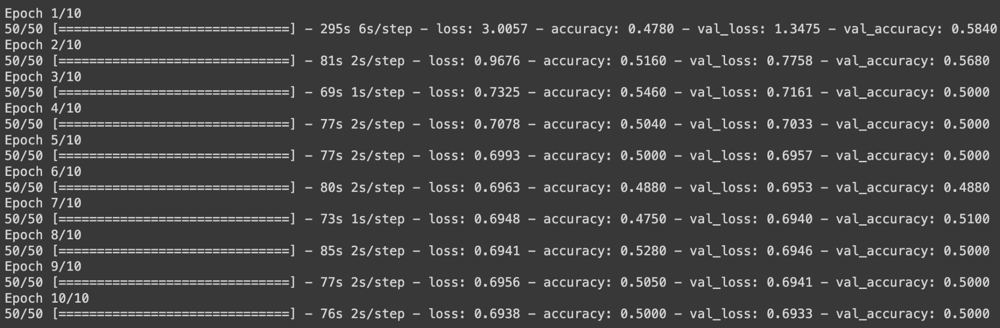 Epoch 1/10
50/50 [==============================] - 295s 6s/step - loss: 3.0057 - accuracy: 0.4780 - val_loss: 1.3475 - val_accuracy: 0.5840
Epoch 2/10
50/50 [==============================] - 81s 2s/step - loss: 0.9676 - accuracy: 0.5160 - val_loss: 0.7758 - val_accuracy: 0.5680
Epoch 3/10
50/50 [==============================] - 69s 1s/step - loss: 0.7325 - accuracy: 0.5460 - val_loss: 0.7161 - val_accuracy: 0.5000
Epoch 4/10
50/50 [==============================] - 77s 2s/step - loss: 0.7078 - accuracy: 0.5040 - val_loss: 0.7033 - val_accuracy: 0.5000
Epoch 5/10
50/50 [==============================] - 77s 2s/step - loss: 0.6993 - accuracy: 0.5000 - val_loss: 0.6957 - val_accuracy: 0.5000
Epoch 6/10
50/50 [==============================] - 80s 2s/step - loss: 0.6963 - accuracy: 0.4880 - val_loss: 0.6953 - val_accuracy: 0.4880
Epoch 7/10
50/50 [==============================] - 73s 1s/step - loss: 0.6948 - accuracy: 0.4750 - val_loss: 0.6940 - val_accuracy: 0.5100
Epoch 8/10
50/50 [==============================] - 85s 2s/step - loss: 0.6941 - accuracy: 0.5280 - val_loss: 0.6946 - val_accuracy: 0.5000
Epoch 9/10
50/50 [==============================] - 77s 2s/step - loss: 0.6956 - accuracy: 0.5050 - val_loss: 0.6941 - val_accuracy: 0.5000
Epoch 10/10
50/50 [==============================] - 76s 2s/step - loss: 0.6938 - accuracy: 0.5000 - val_loss: 0.6933 - val_accuracy: 0.5000